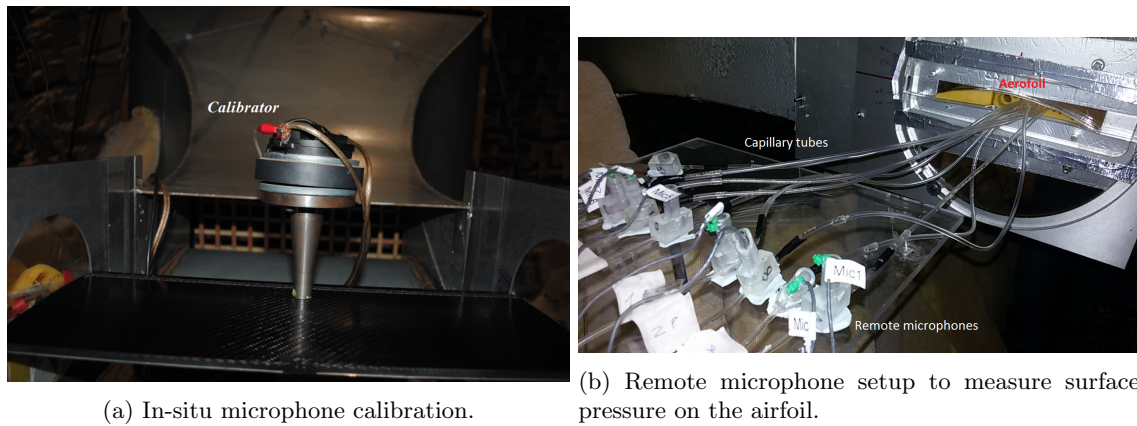 Calibrator
Aerofoil
Capillary tubes
Mic2
Mic1
Mic
Remote microphones
(a) In-situ microphone calibration.
(b) Remote microphone setup to measure surface
pressure on the airfoil.